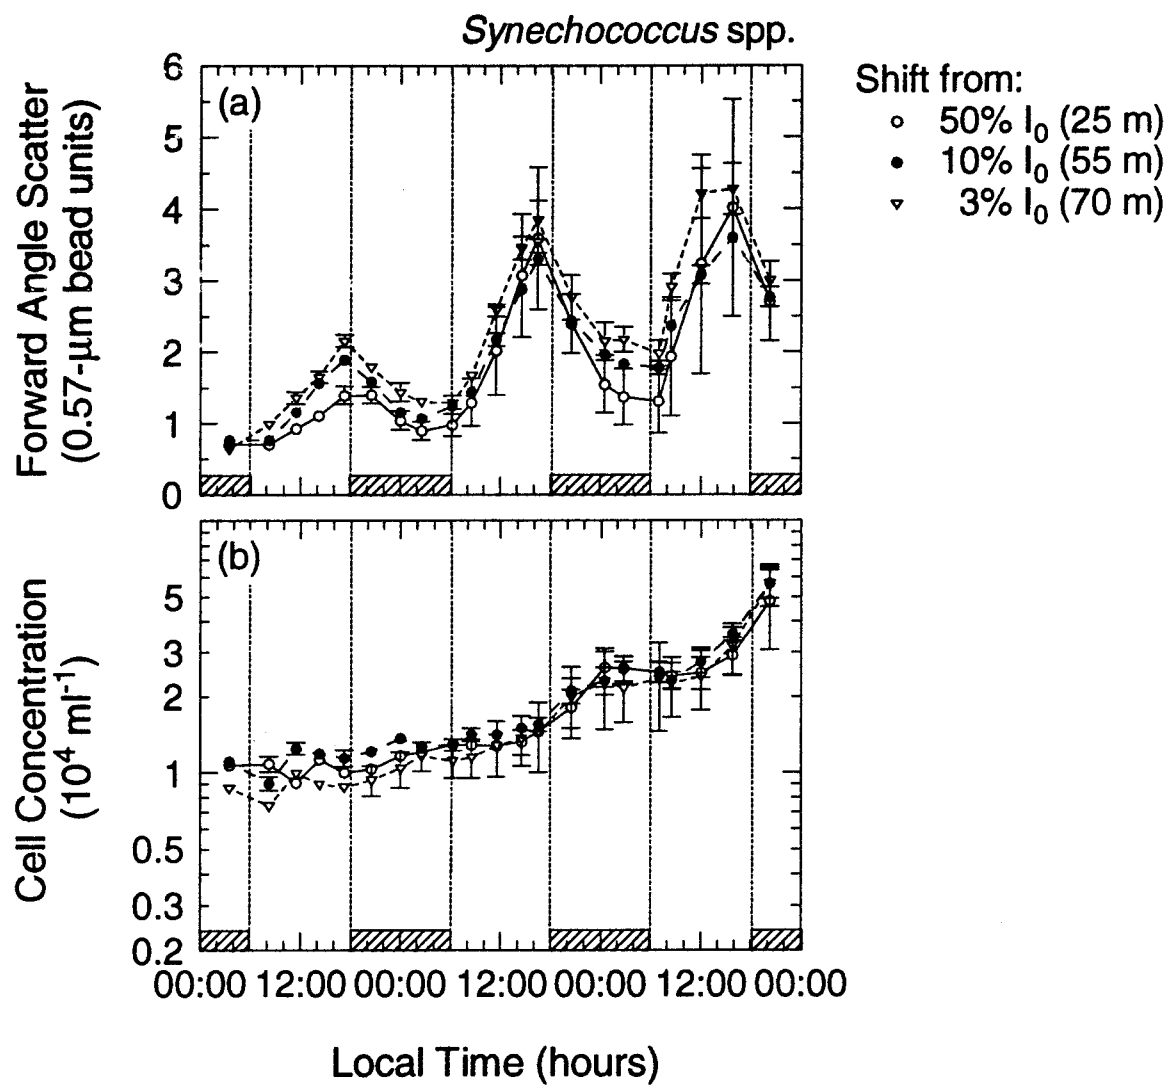 Synechococcus spp.
(a)
6
5
4
3
2
1
0
Forward Angle Scatter
(0.57-µm bead units)
Shift from:
50% I0 (25 m)
10% I0 (55 m)
3% I0 (70 m)
(b)
5
3
2
1
0.5
0.3
0.2
Cell Concentration
(10⁴ ml⁻¹)
00:00 12:00 00:00 12:00 00:00 12:00 00:00
Local Time (hours)